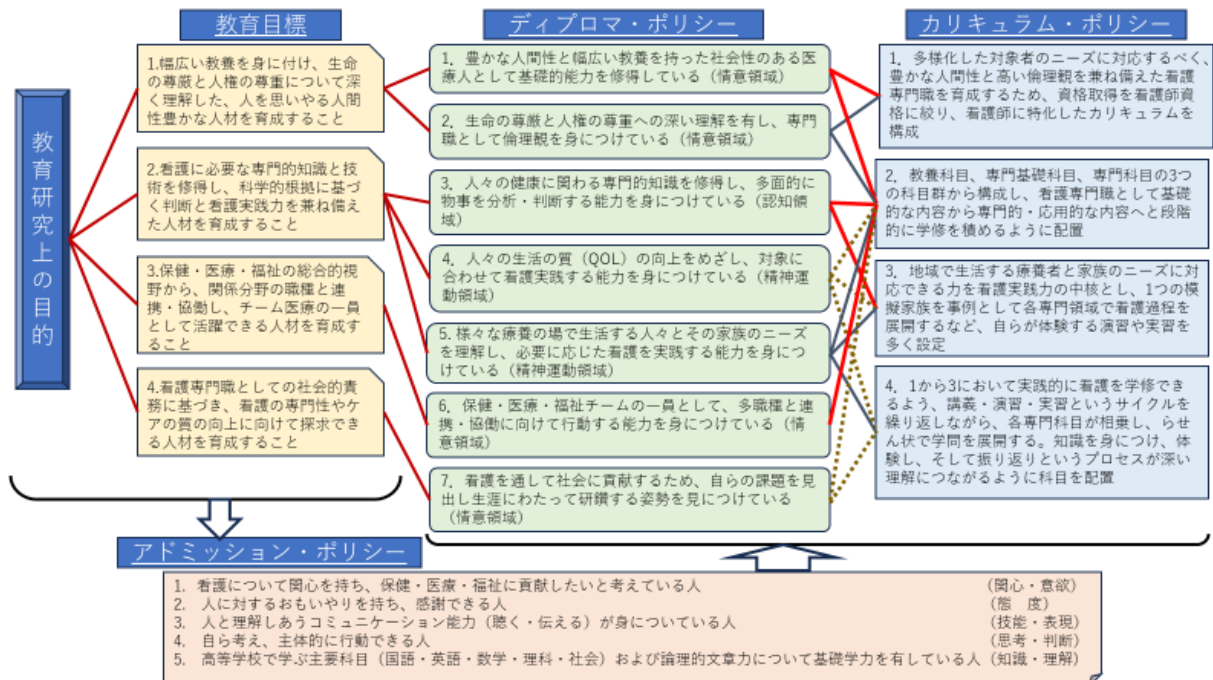 教育目標
ディプロマ・ポリシー
カリキュラム・ポリシー
教育研究上の目的
1.幅広い教養を身に付け、生命
の尊厳と人権の尊重について深
く理解した、人を思いやる人間
性豊かな人材を育成すること
2.看護に必要な専門的知識と技
術を修得し、科学的根拠に基づ
く判断と看護実践力を兼ね備え
た人材を育成すること
3.保健・医療・福祉の総合的視
野から、関係分野の職種と連
携・協働し、チーム医療の一員
として活躍できる人材を育成す
ること
4.看護専門職としての社会的責
務に基づき、看護の専門性やケ
アの質の向上に向けて探求でき
る人材を育成すること
1. 豊かな人間性と幅広い教養を持った社会性のある医
療人として基礎的能力を修得している（情意領域）
2. 生命の尊厳と人権の尊重への深い理解を有し、専門
職として倫理観を身につけている（情意領域）
3. 人々の健康に関わる専門的知識を修得し、多面的に
物事を分析・判断する能力を身につけている（認知領
域）
4. 人々の生活の質（QOL）の向上をめざし、対象に
合わせて看護実践する能力を身につけている（精神運
動領域）
5. 様々な療養の場で生活する人々とその家族のニーズ
を理解し、必要に応じた看護を実践する能力を身につ
けている（精神運動領域）
6. 保健・医療・福祉チームの一員として、多職種と連
携・協働に向けて行動する能力を身につけている（情
意領域）
7. 看護を通して社会に貢献するため、自らの課題を見
出し生涯にわたって研鑽する姿勢を見につけている
（情意領域）
1. 多様化した対象者のニーズに対応するべく、
豊かな人間性と高い倫理観を兼ね備えた看護
専門職を育成するため、資格取得を看護師資
格に絞り、看護師に特化したカリキュラムを
構成
2. 教養科目、専門基礎科目、専門科目の3つ
の科目群から構成し、看護専門職として基礎
的な内容から専門的・応用的な内容へと段階
的に学修を積めるように配置
3. 地域で生活する療養者と家族のニーズに対
応できる力を看護実践力の中核とし、1つの模
擬家族を事例として各専門領域で看護過程を
展開するなど、自らが体験する演習や実習を
多く設定
4. 1から3において実践的に看護を学修でき
るよう、講義・演習・実習というサイクルを
繰り返しながら、各専門科目が相乗し、らせ
ん状で学問を展開する。知識を身につけ、体
験し、そして振り返りというプロセスが深い
理解につながるように科目を配置
アドミッション・ポリシー
1. 看護について関心を持ち、保健・医療・福祉に貢献したいと考えている人 （関心・意欲）
2. 人に対するおもいやりを持ち、感謝できる人 （態 度）
3. 人と理解しあうコミュニケーション能力（聴く・伝える）が身についている人 （技能・表現）
4. 自ら考え、主体的に行動できる人 （思考・判断）
5. 高等学校で学ぶ主要科目（国語・英語・数学・理科・社会）および論理的文章力について基礎学力を有している人（知識・理解）